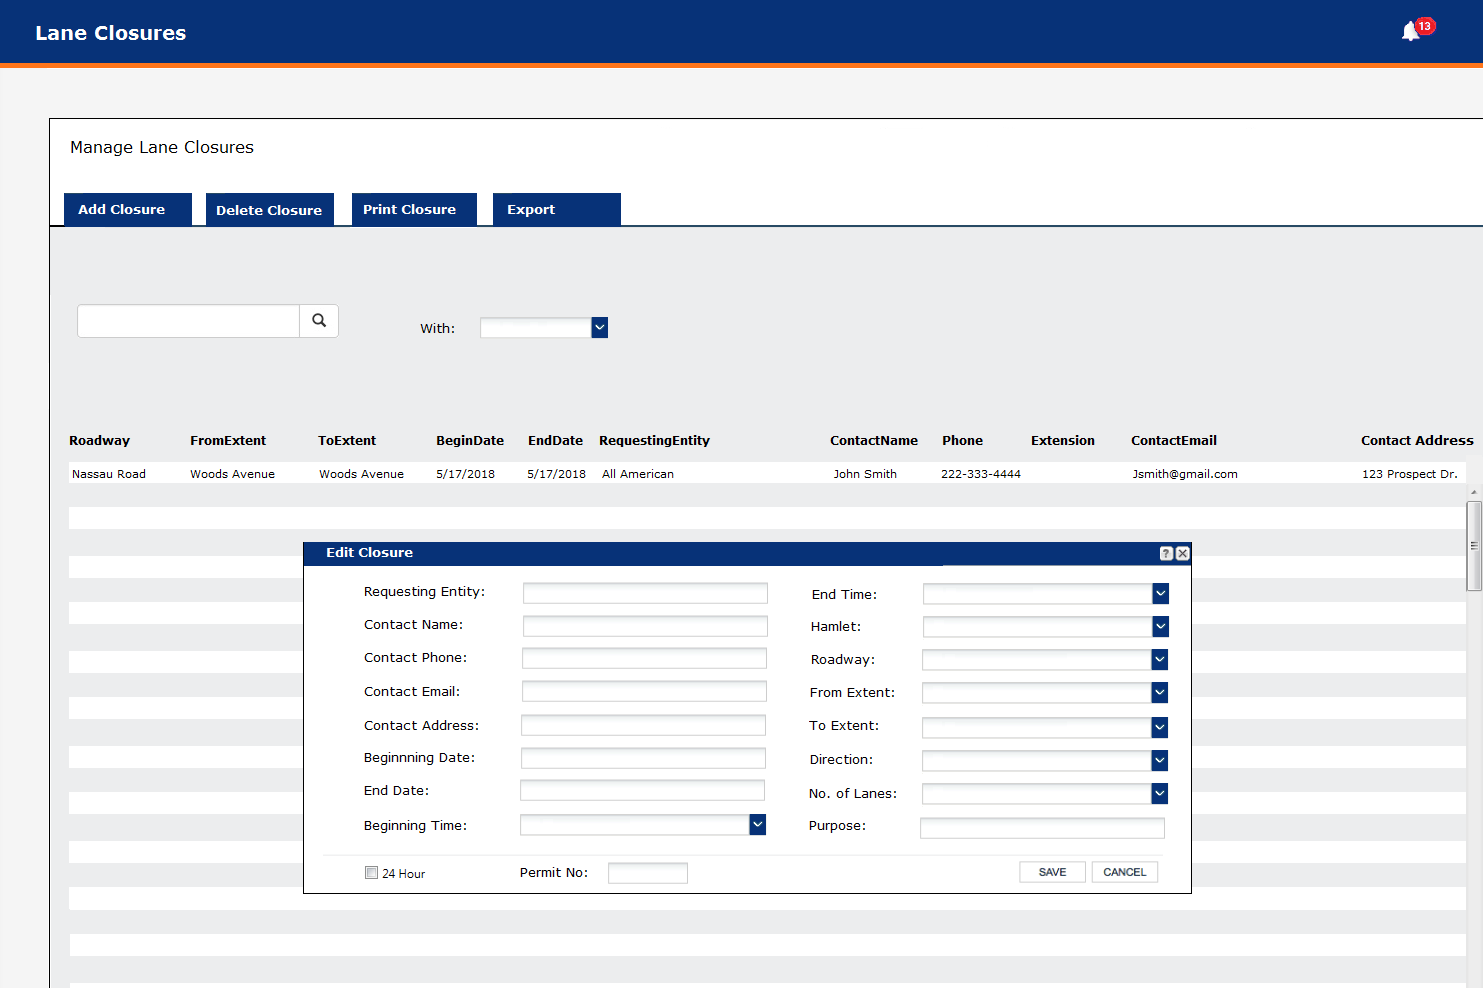 Lane Closures
13
Manage Lane Closures
Add Closure Delete Closure Print Closure Export
With:
Roadway FromExtent ToExtent BeginDate EndDate RequestingEntity ContactName Phone Extension ContactEmail Contact Address
Nassau Road Woods Avenue Woods Avenue 5/17/2018 5/17/2018 All American John Smith 222-333-4444 Jsmith@gmail.com 123 Prospect Dr.
Edit Closure ?
Requesting Entity: End Time:
Contact Name: Hamlet:
Contact Phone: Roadway:
Contact Email: From Extent:
Contact Address: To Extent:
Beginnning Date: Direction:
End Date: No. of Lanes:
Beginning Time: Purpose:
24 Hour Permit No: SAVE CANCEL